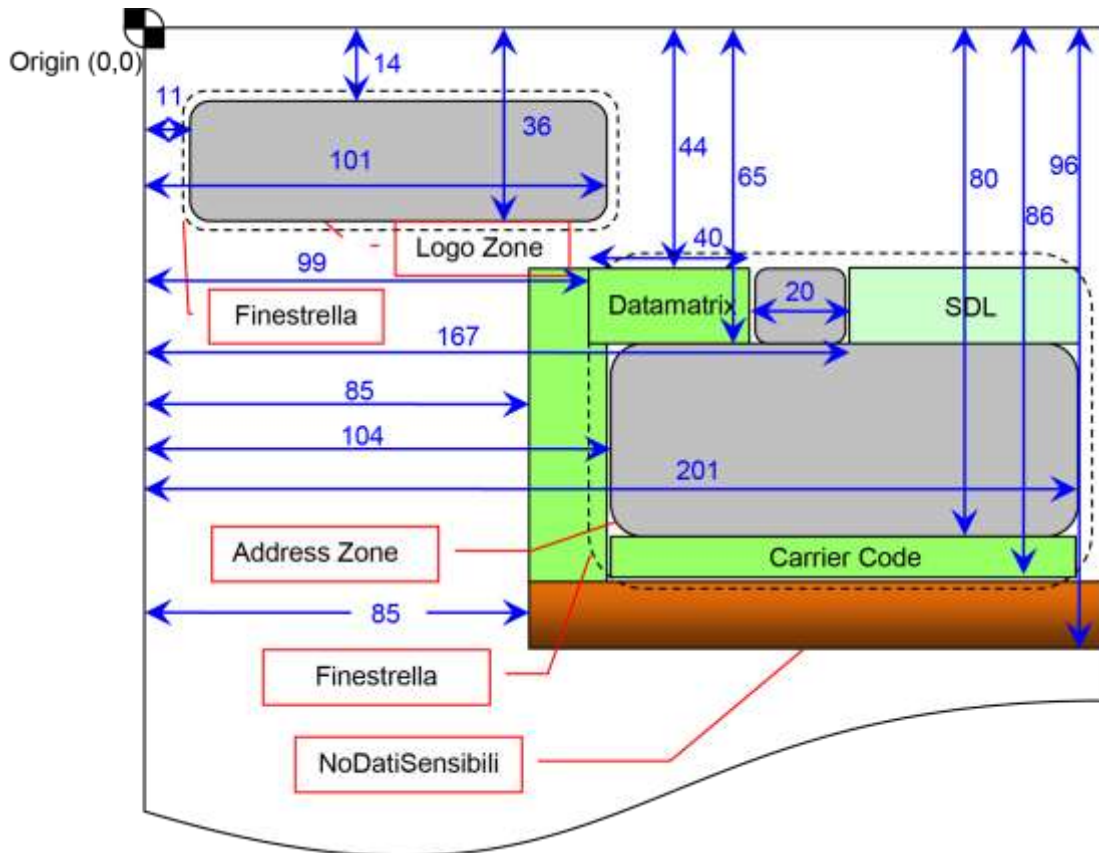 Origin (0,0)
14
11
36
101
44
65
80
96
86
Logo Zone
40
99
Finestrella
Datamatrix
20
SDL
167
85
104
201
Address Zone
Carrier Code
85
Finestrella
NoDatiSensibili